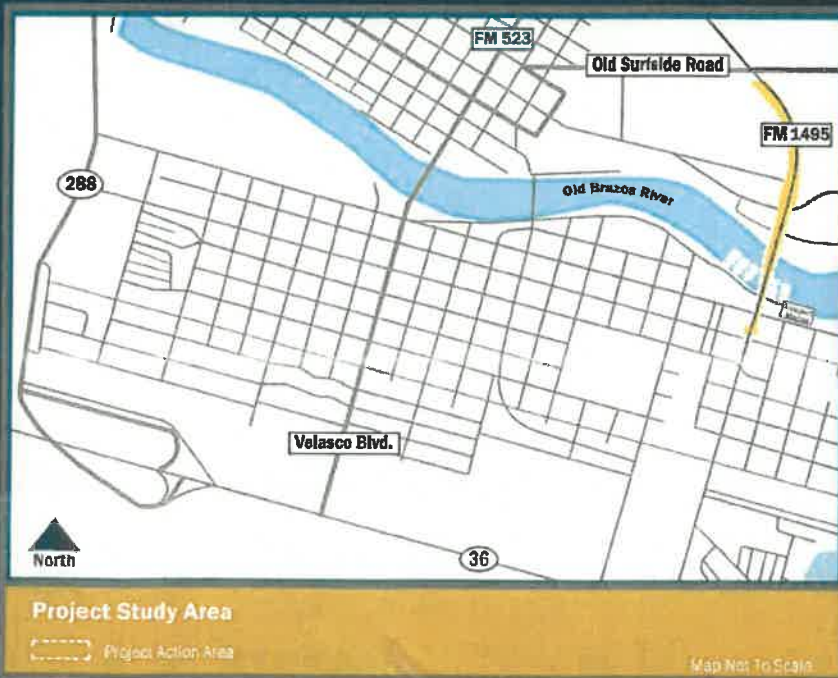 FM 523
Old Surfside Road
FM 1495
288
Old Brazos River
Velasco Blvd.
North
36
Project Study Area
Project Action Area
Map Not To Scale